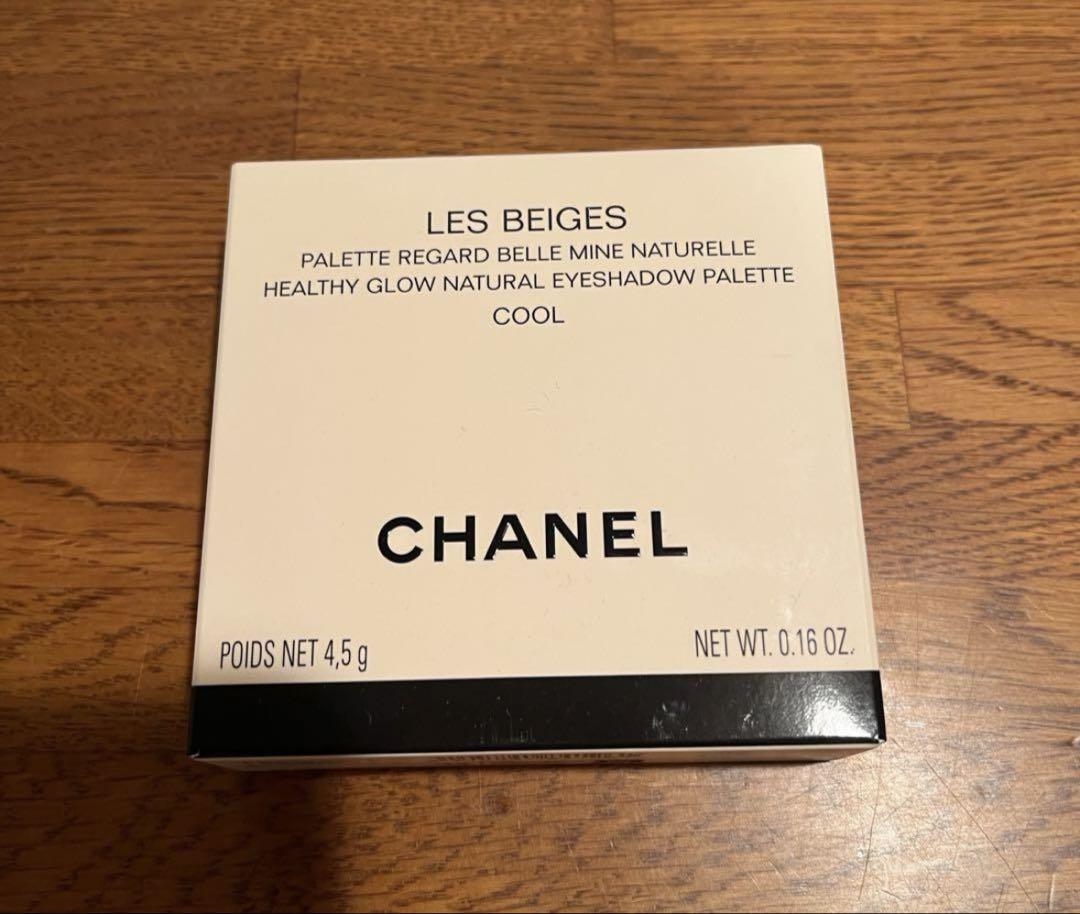 LES BEIGES
PALETTE REGARD BELLE MINE NATURELLE
HEALTHY GLOW NATURAL EYESHADOW PALETTE
COOL
CHANEL
POIDS NET 4,5 g
NET WT. 0.16 OZ.